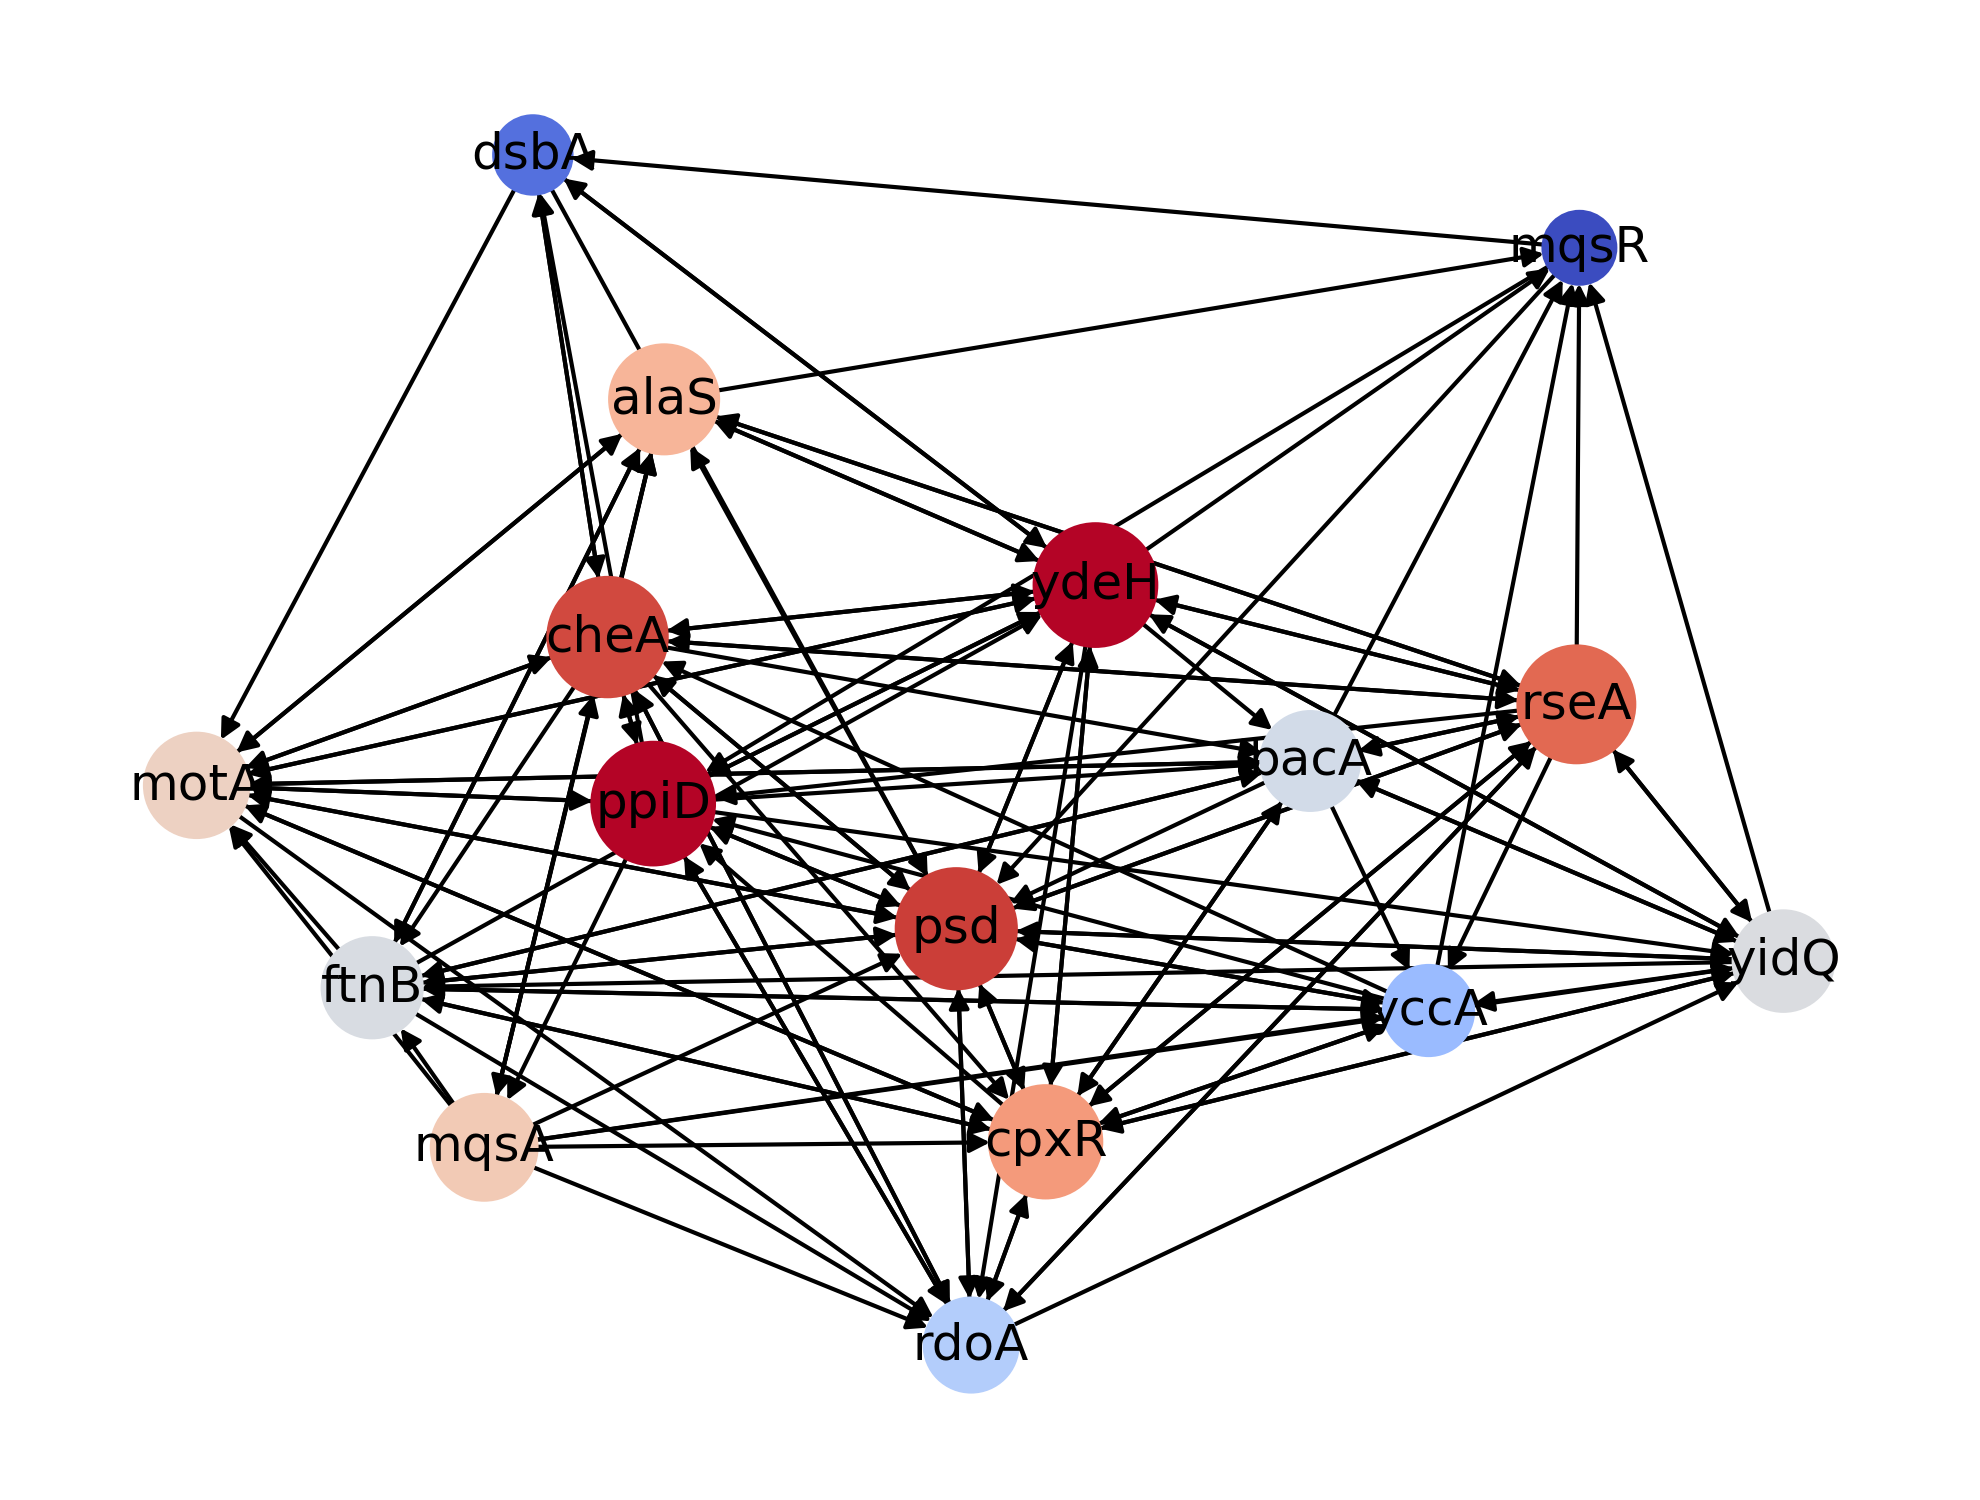 dsbA
mqsR
alaS
ydeH
cheA
rseA
bacA
motA
ppiD
psd
yidQ
ftnB
yccA
mqsA
cpxR
rdoA